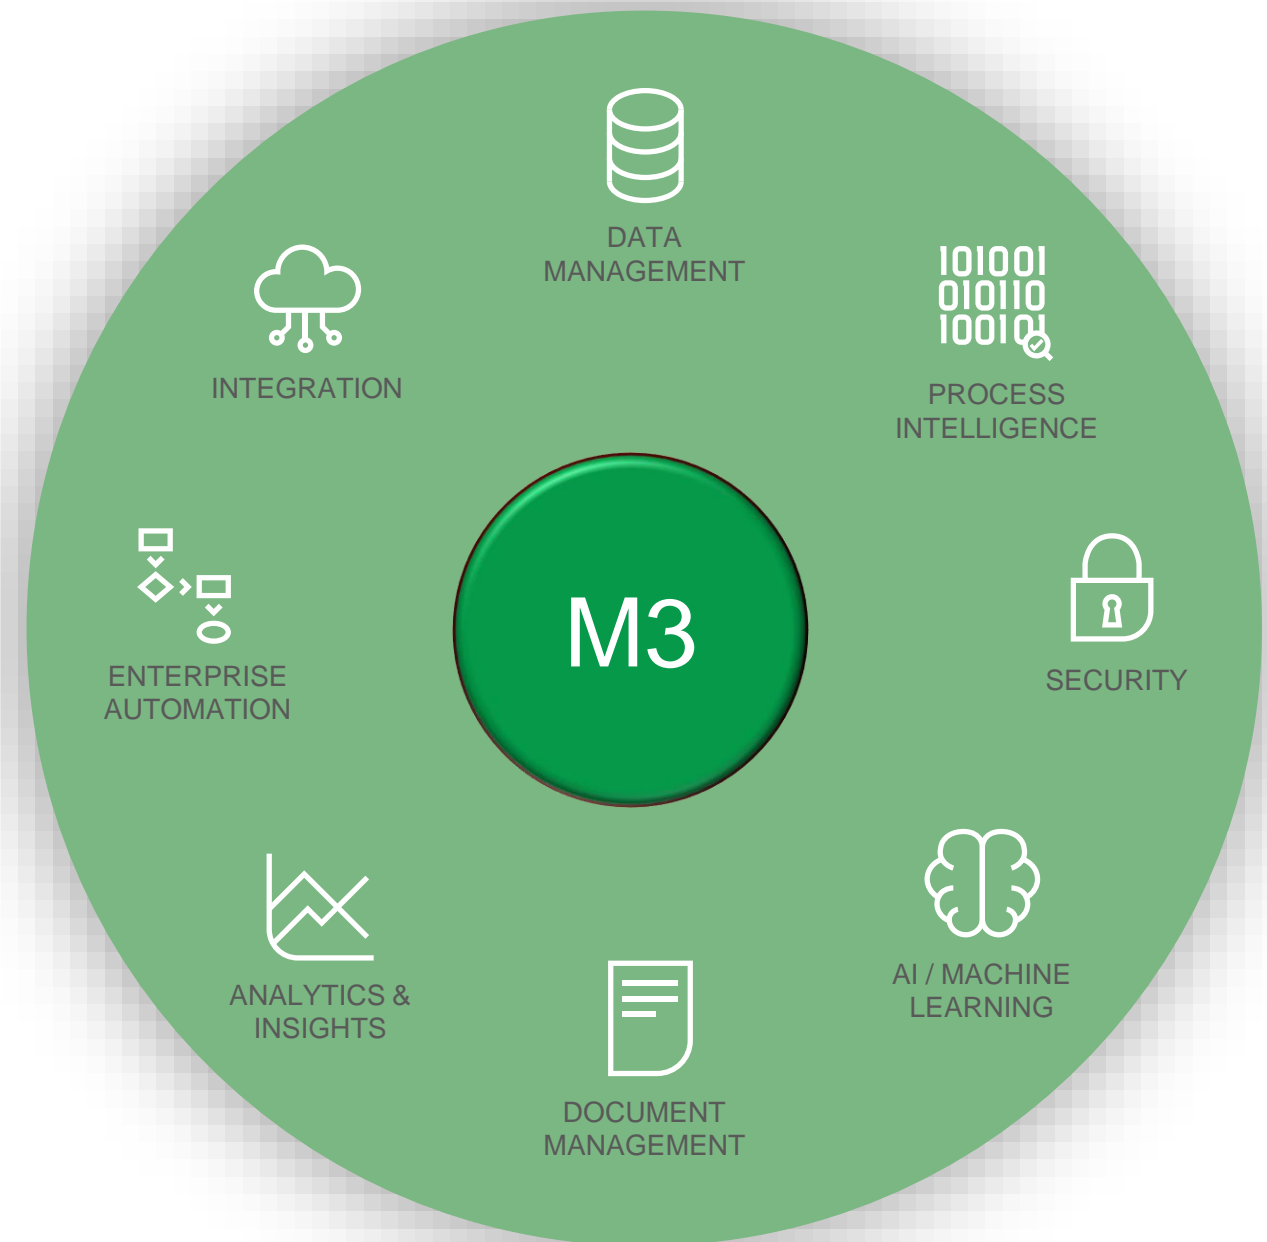 DATA
MANAGEMENT
101001
010110
100101
PROCESS
INTELLIGENCE
INTEGRATION
M3
SECURITY
ENTERPRISE
AUTOMATION
AI / MACHINE
LEARNING
ANALYTICS &
INSIGHTS
DOCUMENT
MANAGEMENT